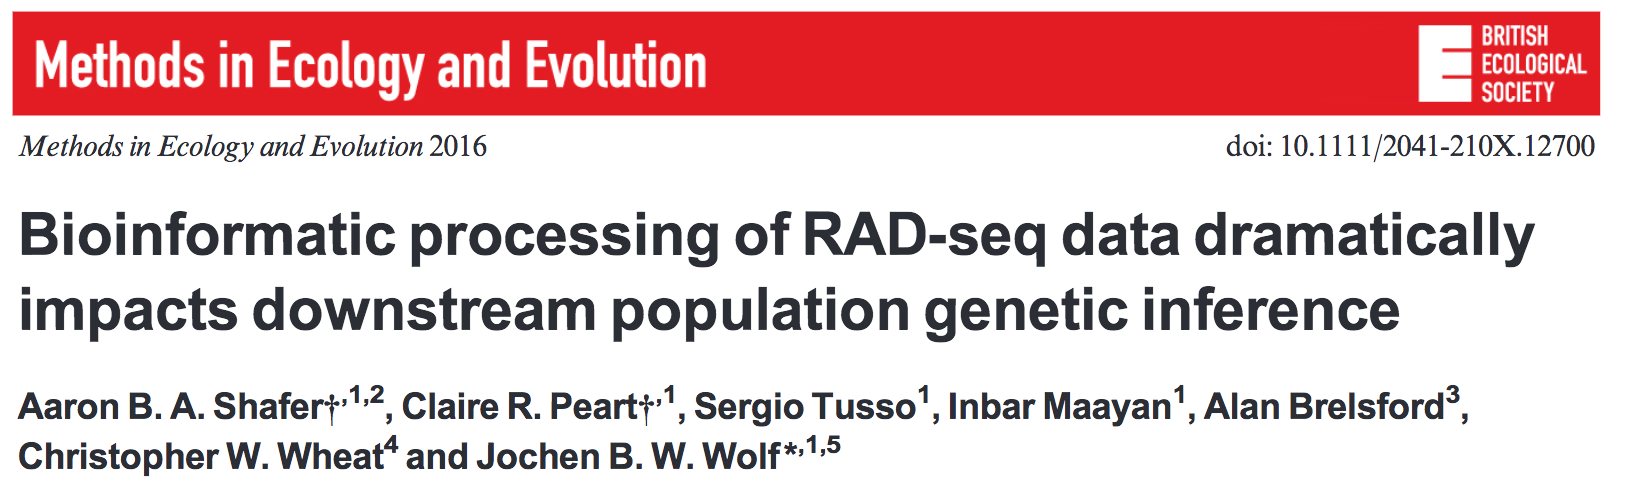 Methods in Ecology and Evolution
BRITISH
ECOLOGICAL
SOCIETY
Methods in Ecology and Evolution 2016
doi: 10.1111/2041-210X.12700
Bioinformatic processing of RAD-seq data dramatically
impacts downstream population genetic inference
Aaron B. A. Shafer†,1,2, Claire R. Peart†,1, Sergio Tusso1, Inbar Maayan1, Alan Brelsford3,
Christopher W. Wheat4 and Jochen B. W. Wolf*,1,5